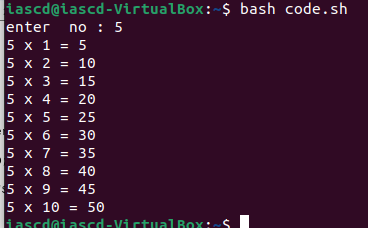 iascd@iascd-VirtualBox:~$ bash code.sh
enter  no : 5
5 x 1 = 5
5 x 2 = 10
5 x 3 = 15
5 x 4 = 20
5 x 5 = 25
5 x 6 = 30
5 x 7 = 35
5 x 8 = 40
5 x 9 = 45
5 x 10 = 50
iascd@iascd-VirtualBox:~$